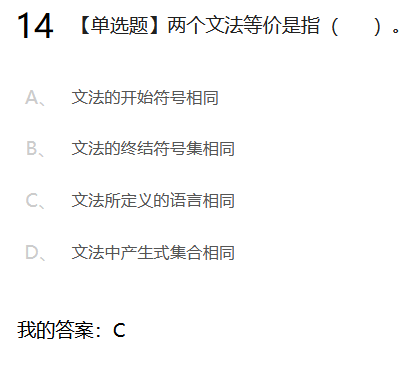 14 【单选题】两个文法等价是指（ ）。
A、 文法的开始符号相同
B、 文法的终结符号集相同
C、 文法所定义的语言相同
D、 文法中产生式集合相同
我的答案：C